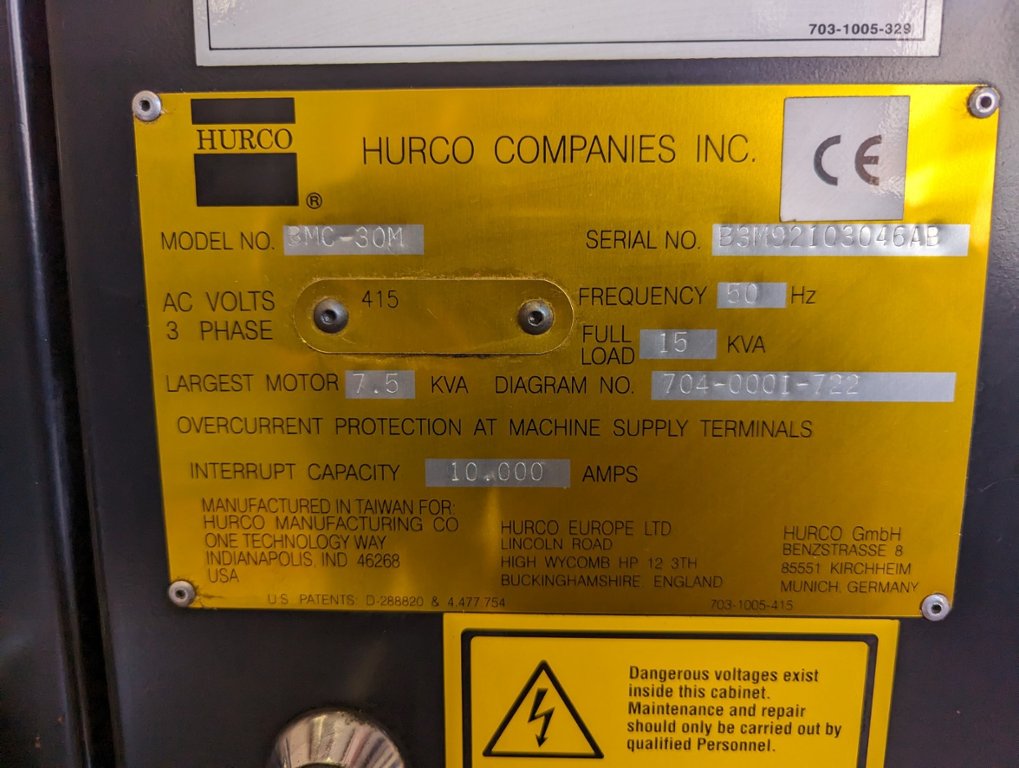 703-1005-329
HURCO
®
HURCO COMPANIES INC.
CE
MODEL NO. BMC-30M
SERIAL NO. B3M92103046AB
AC VOLTS
3 PHASE
415
FREQUENCY 50 Hz
FULL
LOAD 15 KVA
LARGEST MOTOR 7.5 KVA
DIAGRAM NO. 704-0001-722
OVERCURRENT PROTECTION AT MACHINE SUPPLY TERMINALS
INTERRUPT CAPACITY 10.000 AMPS
MANUFACTURED IN TAIWAN FOR:
HURCO MANUFACTURING CO
ONE TECHNOLOGY WAY
INDIANAPOLIS, IND 46268
USA
HURCO EUROPE LTD
LINCOLN ROAD
HIGH WYCOMB HP 12 3TH
BUCKINGHAMSHIRE, ENGLAND
HURCO GmbH
BENZSTRASSE 8
85551 KIRCHHEIM
MUNICH, GERMANY
U.S. PATENTS: D-288820 & 4,477,754
703-1005-415
Dangerous voltages exist
inside this cabinet.
Maintenance and repair
should only be carried out by
qualified Personnel.